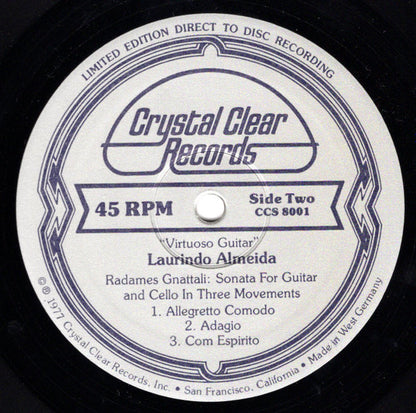 LIMITED EDITION DIRECT TO DISC RECORDING
Crystal Clear
Records
45 RPM
Side Two
CCS 8001
"Virtuoso Guitar"
Laurindo Almeida
Radames Gnattali: Sonata For Guitar
and Cello In Three Movements
1. Allegretto Comodo
2. Adagio
3. Com Espirito
©℗ 1977 Crystal Clear Records, Inc. • San Francisco, California • Made in West Germany